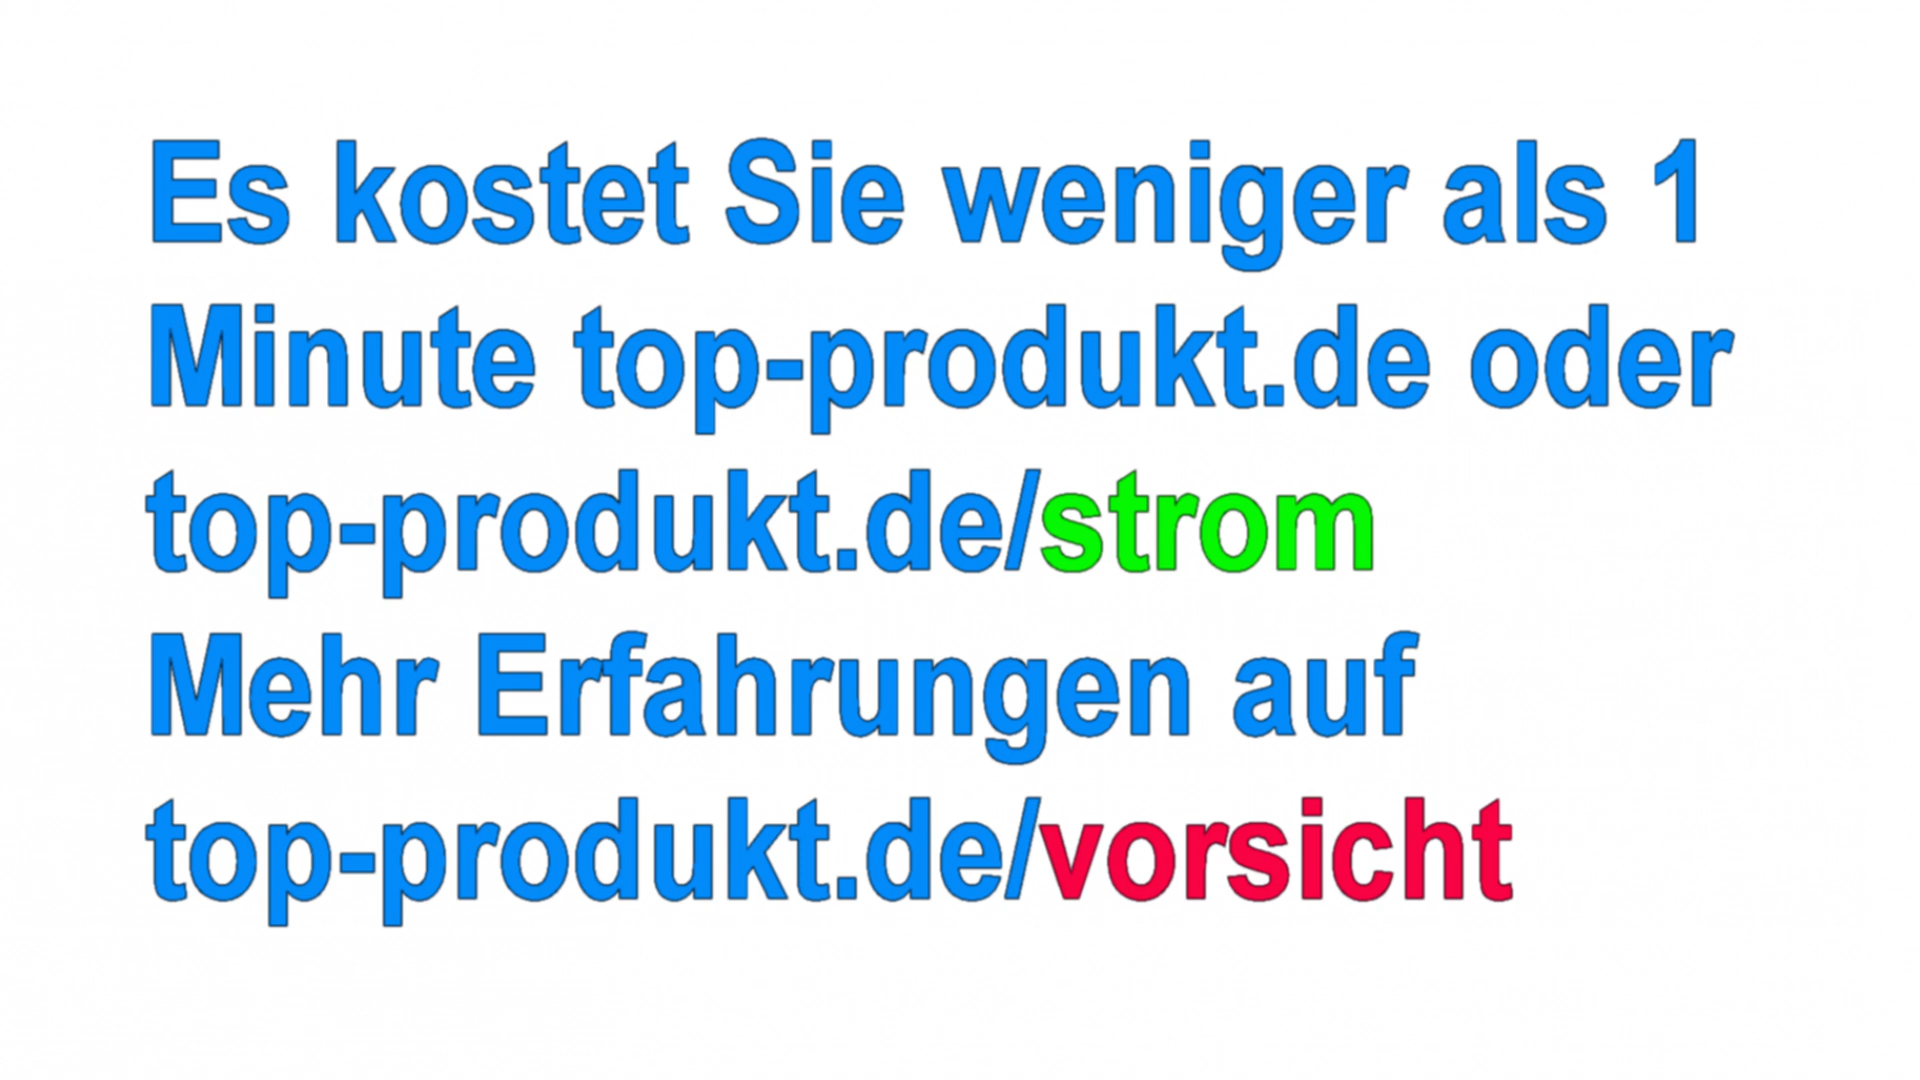 Es kostet Sie weniger als 1
Minute top-produkt.de oder
top-produkt.de/strom
Mehr Erfahrungen auf
top-produkt.de/vorsicht